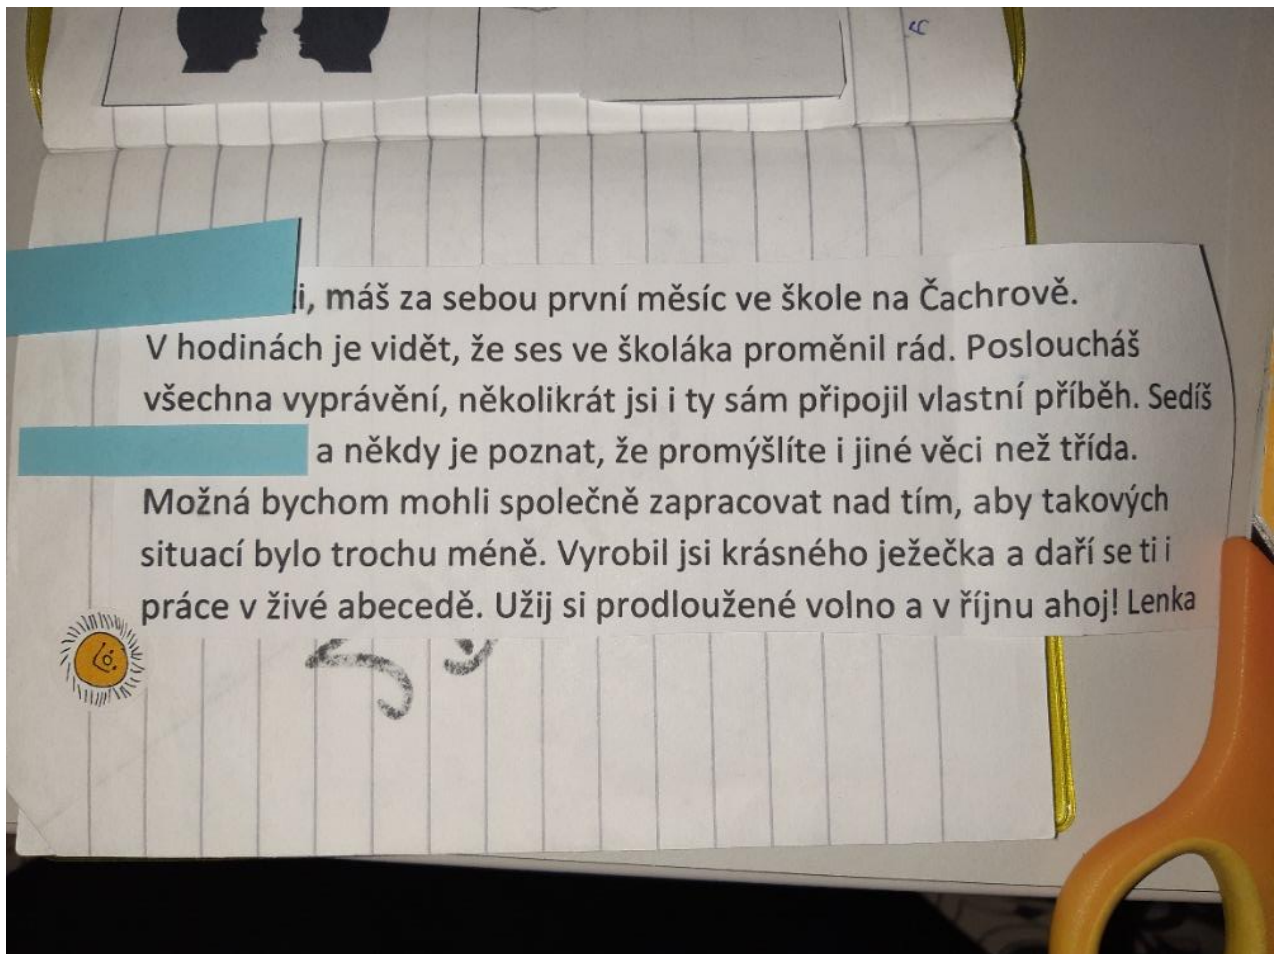 i, máš za sebou první měsíc ve škole na Čachrově.
V hodinách je vidět, že ses ve školáka proměnil rád. Posloucháš
všechna vyprávění, několikrát jsi i ty sám připojil vlastní příběh. Sedíš
a někdy je poznat, že promýšlíte i jiné věci než třída.
Možná bychom mohli společně zapracovat nad tím, aby takových
situací bylo trochu méně. Vyrobil jsi krásného ježečka a daří se ti i
práce v živé abecedě. Užij si prodloužené volno a v říjnu ahoj! Lenka